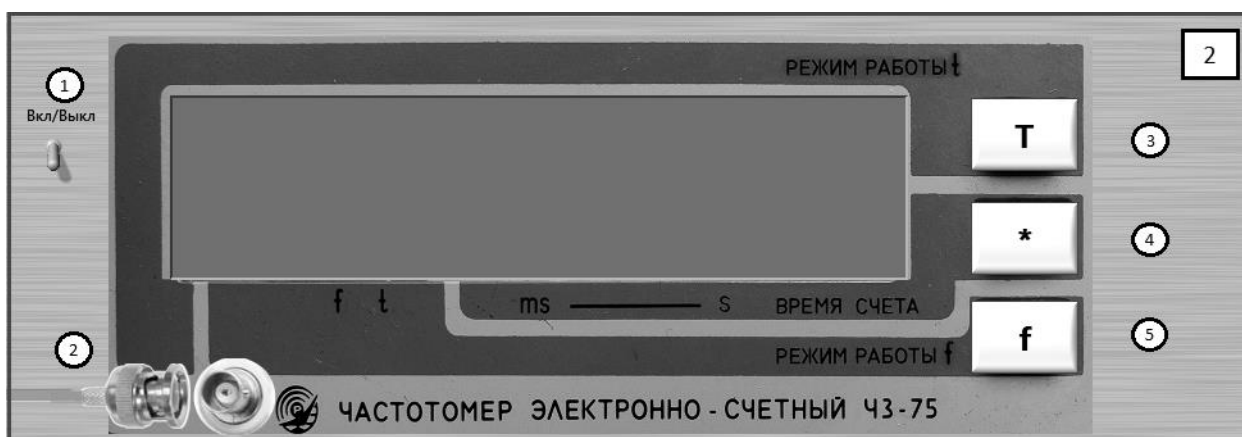 2
1
Вкл/Выкл
РЕЖИМ РАБОТЫ t
T
3
*
4
f t ms S ВРЕМЯ СЧЕТА
f
5
РЕЖИМ РАБОТЫ f
2
ЧАСТОТОМЕР ЭЛЕКТРОННО-СЧЕТНЫЙ ЧЗ-75